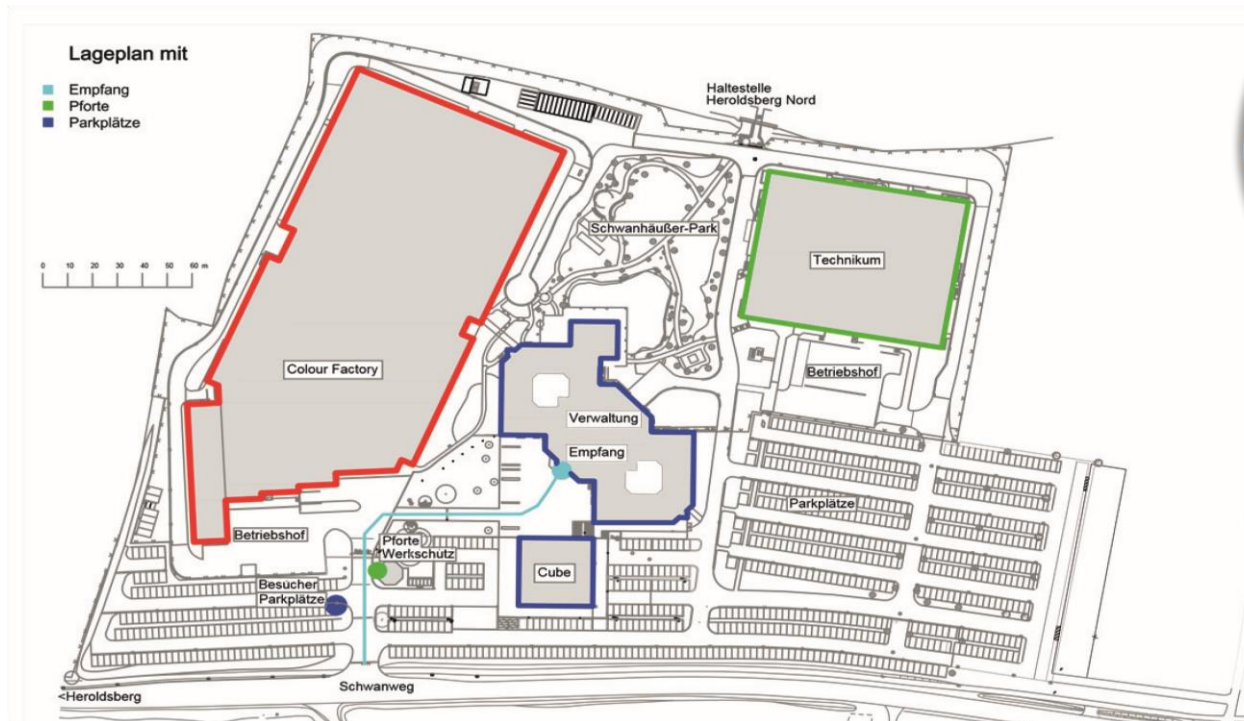 Lageplan mit
Empfang
Pforte
Parkplätze
Haltestelle
Heroldsberg Nord
0 10 20 30 40 50 60 m
Schwanhäußer-Park
Technikum
Colour Factory
Betriebshof
Verwaltung
Empfang
Parkplätze
Betriebshof
Pforte
Werkschutz
Cube
Besucher
Parkplätze
Schwanweg
<Heroldsberg